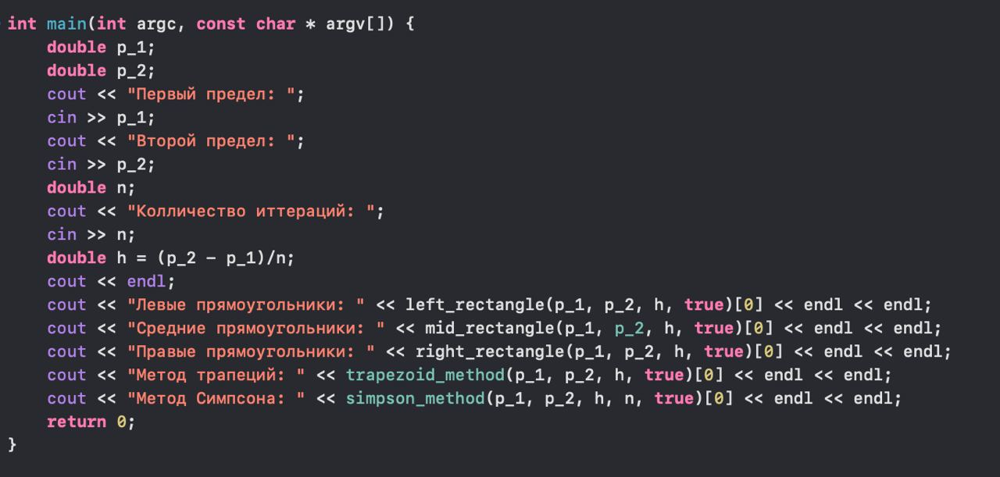 int main(int argc, const char * argv[]) {
    double p_1;
    double p_2;
    cout << "Первый предел: ";
    cin >> p_1;
    cout << "Второй предел: ";
    cin >> p_2;
    double n;
    cout << "Колличество иттераций: ";
    cin >> n;
    double h = (p_2 - p_1)/n;
    cout << endl;
    cout << "Левые прямоугольники: " << left_rectangle(p_1, p_2, h, true)[0] << endl << endl;
    cout << "Средние прямоугольники: " << mid_rectangle(p_1, p_2, h, true)[0] << endl << endl;
    cout << "Правые прямоугольники: " << right_rectangle(p_1, p_2, h, true)[0] << endl << endl;
    cout << "Метод трапеций: " << trapezoid_method(p_1, p_2, h, true)[0] << endl << endl;
    cout << "Метод Симпсона: " << simpson_method(p_1, p_2, h, n, true)[0] << endl << endl;
    return 0;
}